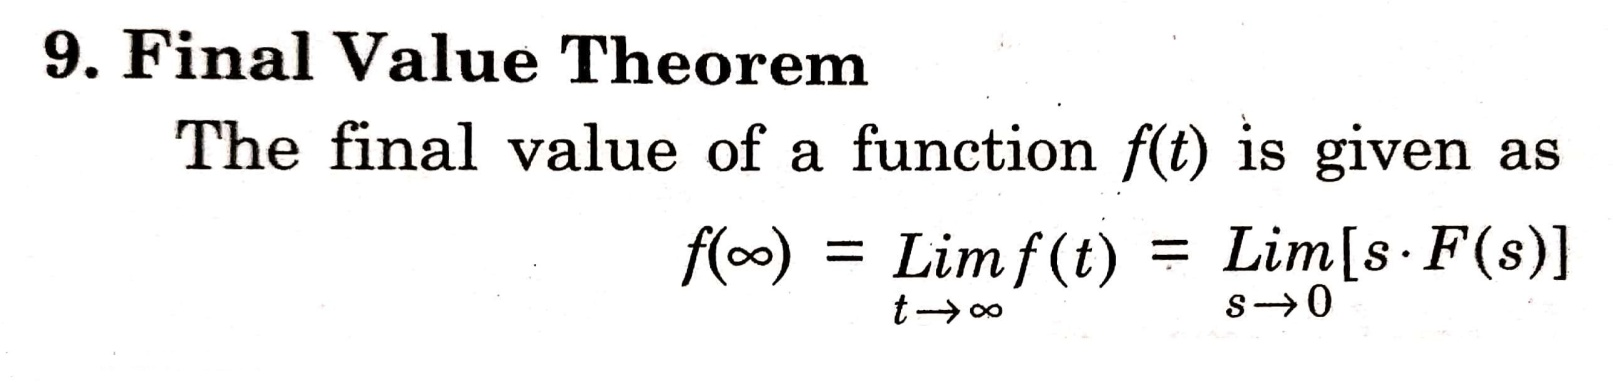 9. Final Value Theorem
The final value of a function f(t) is given as
f(∞) = Lim f(t) = Lim[s · F(s)]
t→∞ s→0